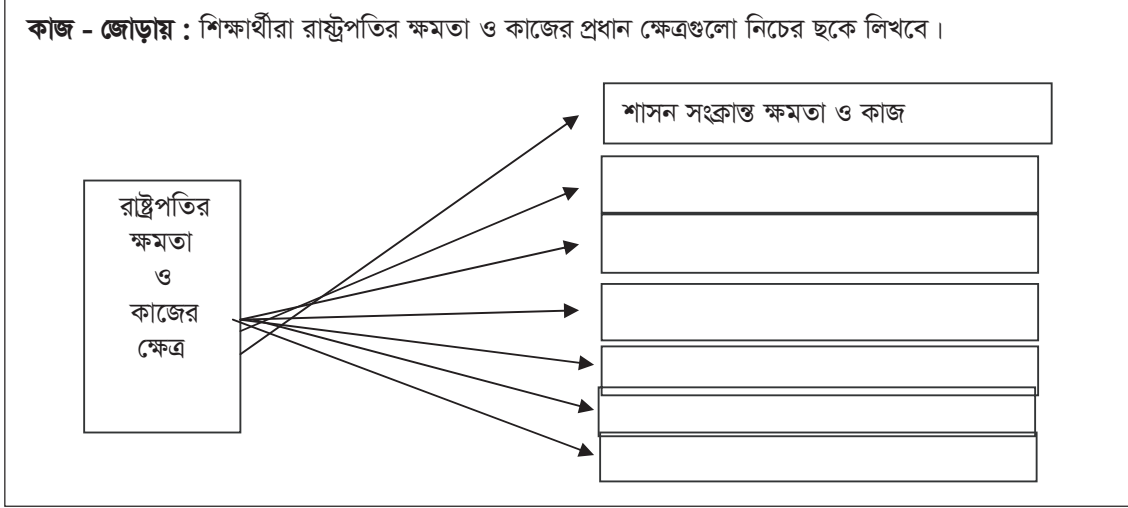 কাজ - জোড়ায় : শিক্ষার্থীরা রাষ্ট্রপতির ক্ষমতা ও কাজের প্রধান ক্ষেত্রগুলো নিচের ছকে লিখবে।
শাসন সংক্রান্ত ক্ষমতা ও কাজ
রাষ্ট্রপতির
ক্ষমতা
ও
কাজের
ক্ষেত্র